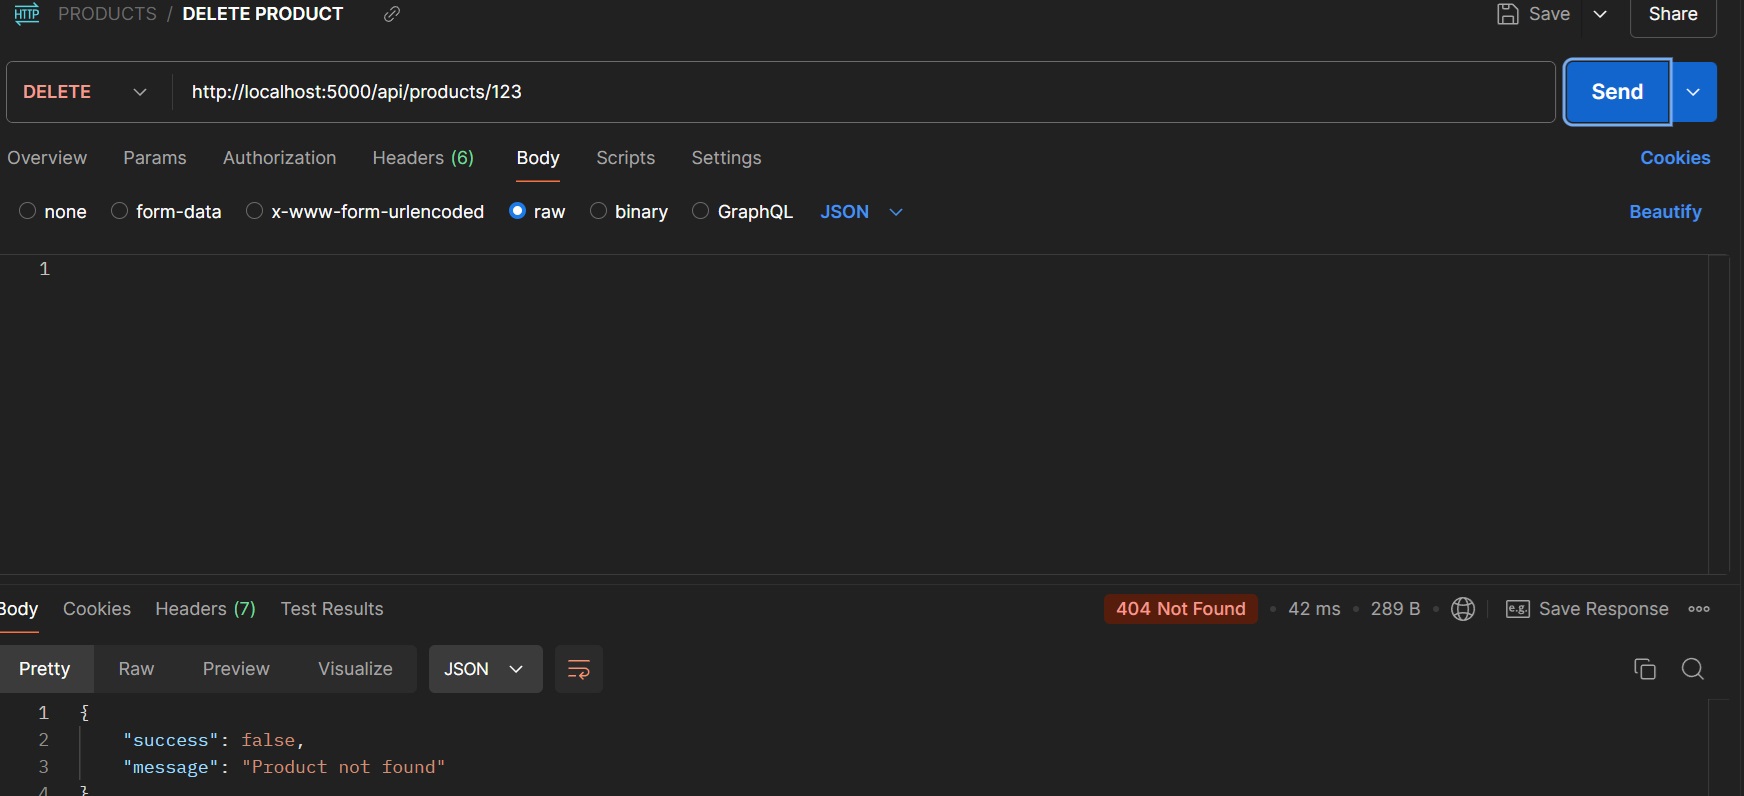 HTTP PRODUCTS / DELETE PRODUCT Save Share
DELETE http://localhost:5000/api/products/123 Send
Overview Params Authorization Headers (6) Body Scripts Settings Cookies
none form-data x-www-form-urlencoded raw binary GraphQL JSON Beautify
1
Body Cookies Headers (7) Test Results 404 Not Found • 42 ms • 289 B • e.g. Save Response
Pretty Raw Preview Visualize JSON
1 {
2 "success": false,
3 "message": "Product not found"
4 }